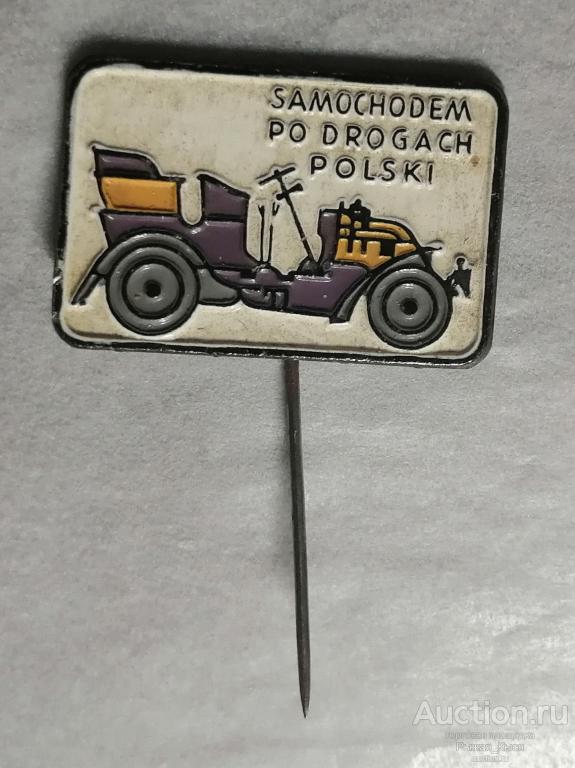 SAMOCHODEM
PO DROGACH
POLSKI
Auction.ru